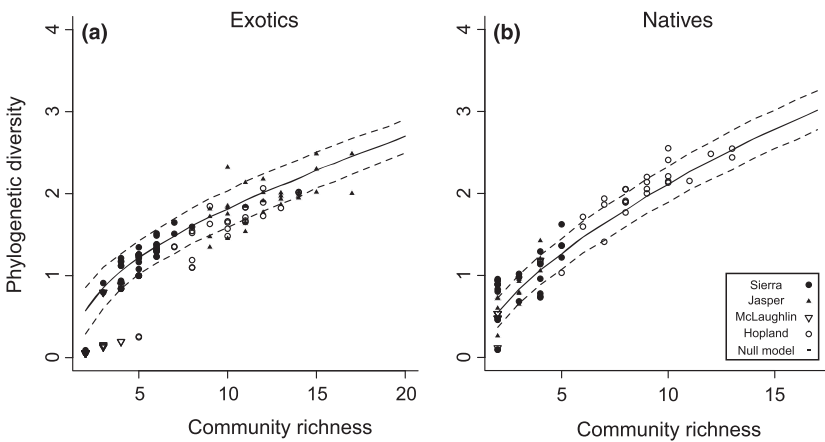 Exotics
Natives
(a)
(b)
4
3
2
1
0
Phylogenetic diversity
5
10
15
20
Community richness
4
3
2
1
0
5
10
15
Community richness
Sierra
Jasper
McLaughlin
Hopland
Null model